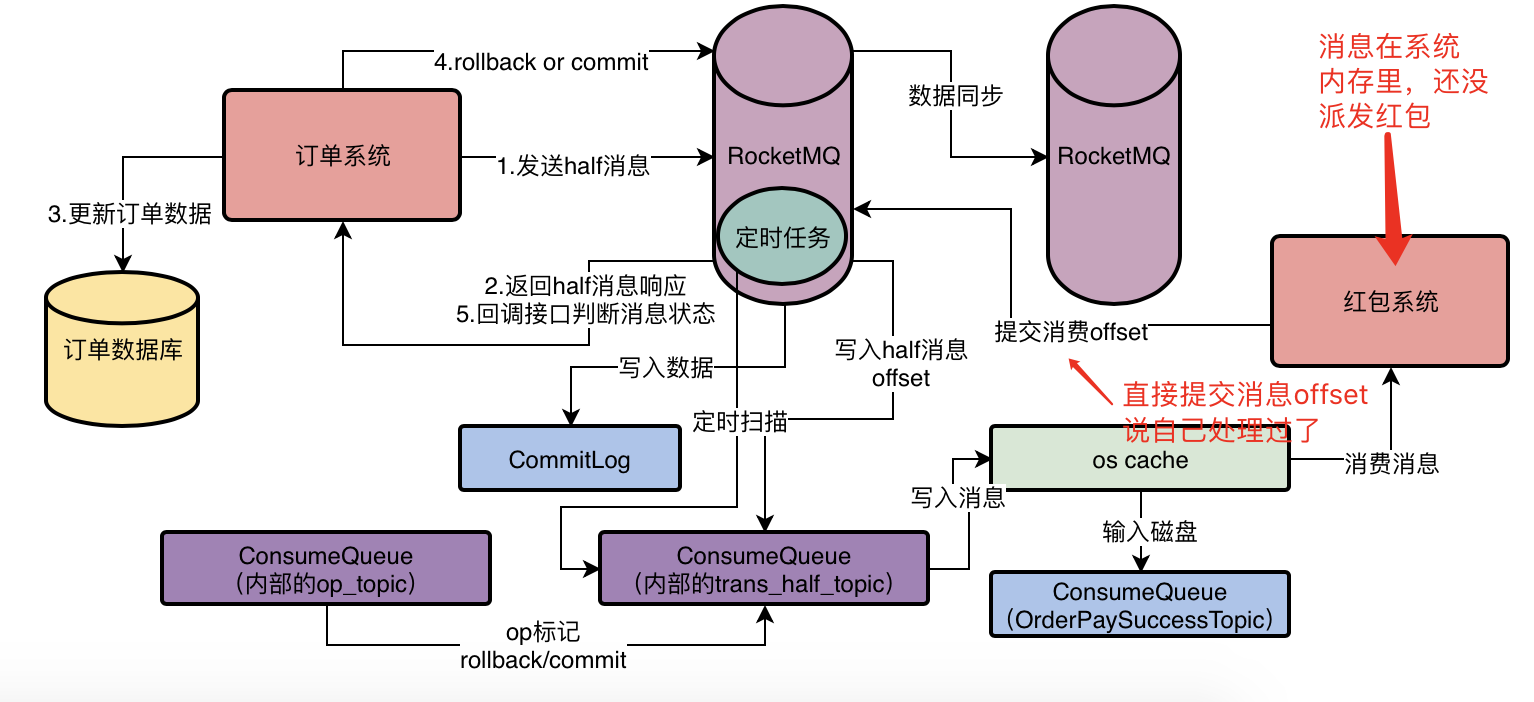 4.rollback or commit
消息在系统
内存里，还没
派发红包
数据同步
订单系统
1.发送half消息
RocketMQ
RocketMQ
3.更新订单数据
定时任务
2.返回half消息响应
5.回调接口判断消息状态
红包系统
提交消费offset
订单数据库
写入数据
写入half消息
offset
直接提交消息offset
说自己处理过了
定时扫描
CommitLog
os cache
消费消息
写入消息
输入磁盘
ConsumeQueue
（内部的op_topic）
ConsumeQueue
（内部的trans_half_topic）
ConsumeQueue
（OrderPaySuccessTopic）
op标记
rollback/commit